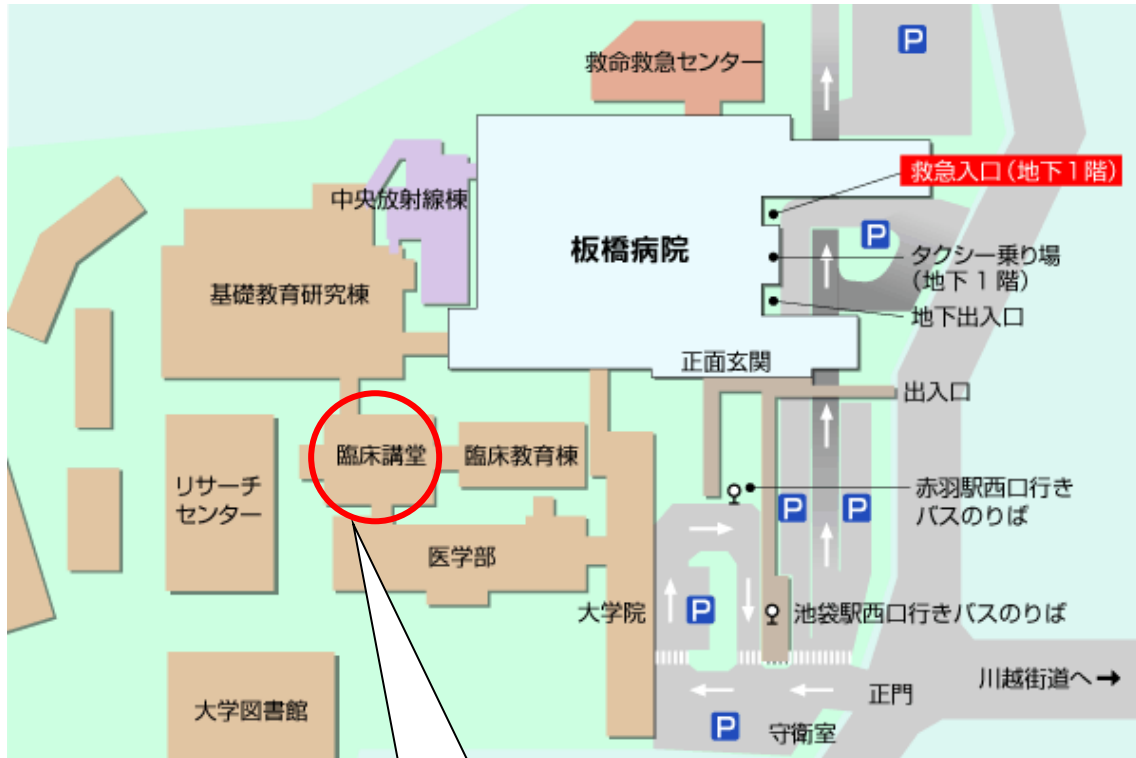 救命救急センター
P
救急入口(地下1階)
中央放射線棟
板橋病院
P
タクシー乗り場
(地下1階)
基礎教育研究棟
地下出入口
正面玄関
出入口
臨床講堂
臨床教育棟
リサーチ
センター
赤羽駅西口行き
バスのりば
P
P
医学部
大学院
P
池袋駅西口行きバスのりば
川越街道へ→
正門
大学図書館
P
守衛室